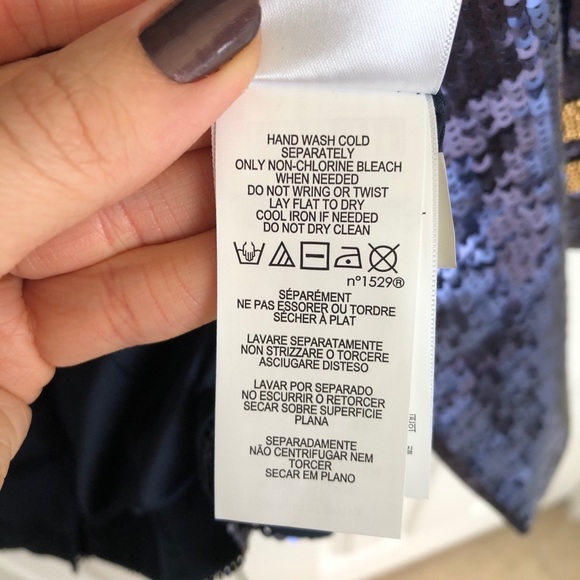 HAND WASH COLD
SEPARATELY
ONLY NON-CHLORINE BLEACH
WHEN NEEDED
DO NOT WRING OR TWIST
LAY FLAT TO DRY
COOL IRON IF NEEDED
DO NOT DRY CLEAN
n°1529®
SÉPARÉMENT
NE PAS ESSORER OU TORDRE
SÉCHER À PLAT
LAVARE SEPARATAMENTE
NON STRIZZARE O TORCERE
ASCIUGARE DISTESO
LAVAR POR SEPARADO
NO ESCURRIR O RETORCER
SECAR SOBRE SUPERFICIE
PLANA
SEPARADAMENTE
NÃO CENTRIFUGAR NEM
TORCER
SECAR EM PLANO